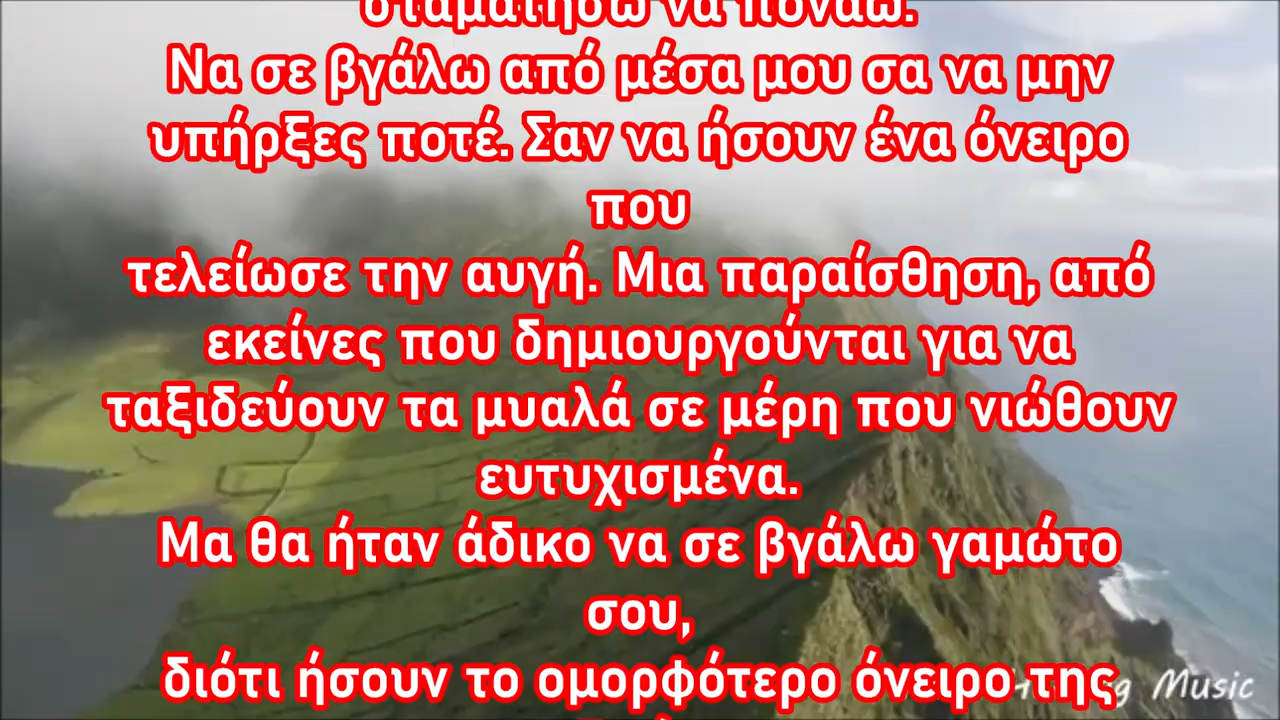 σταματήσω να πονάω.
Να σε βγάλω από μέσα μου σα να μην
υπήρξες ποτέ. Σαν να ήσουν ένα όνειρο
που
τελείωσε την αυγή. Μια παραίσθηση, από
εκείνες που δημιουργούνται για να
ταξιδεύουν τα μυαλά σε μέρη που νιώθουν
ευτυχισμένα.
Μα θα ήταν άδικο να σε βγάλω γαμώτο
σου,
διότι ήσουν το ομορφότερο όνειρο της
Music